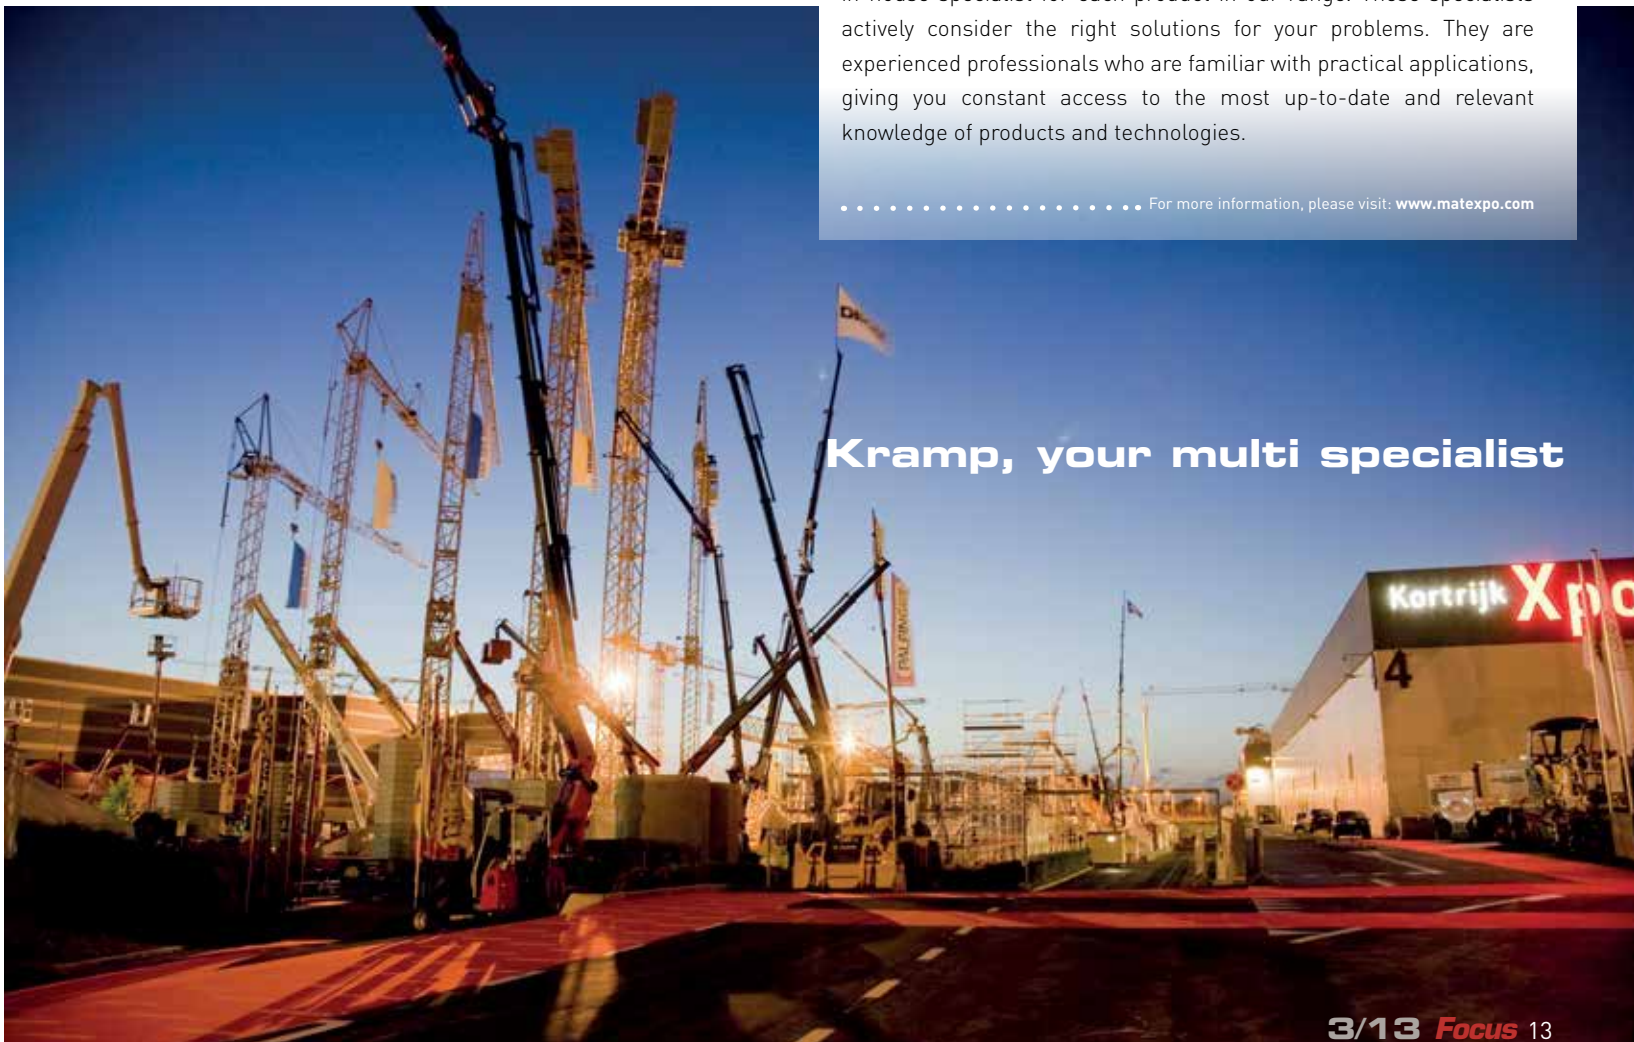 actively consider the right solutions for your problems. They are
experienced professionals who are familiar with practical applications,
giving you constant access to the most up-to-date and relevant
knowledge of products and technologies.
For more information, please visit: www.matexpo.com
Kramp, your multi specialist
PALFINGER
Kortrijk Xpo
4
3/13 Focus 13